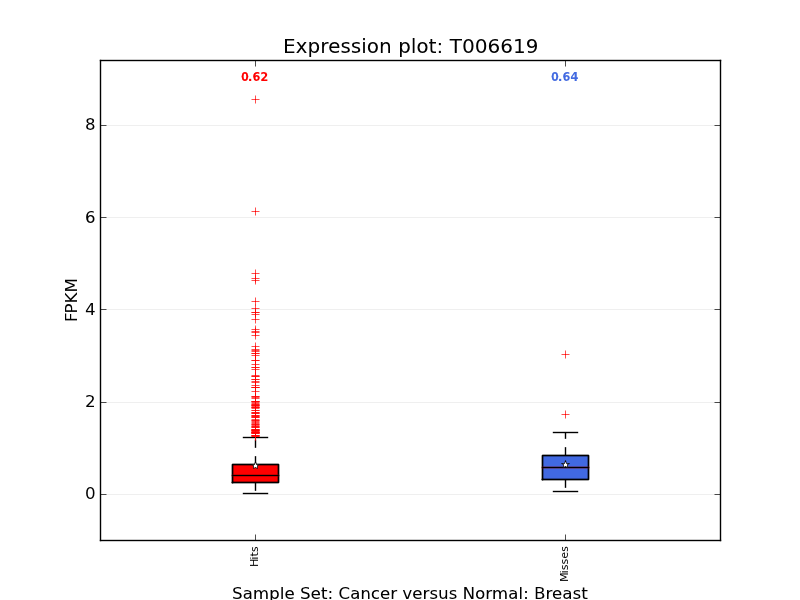 Expression plot: T006619
0.62
0.64
8
6
4
2
0
FPKM
Hits
Misses
Sample Set: Cancer versus Normal: Breast